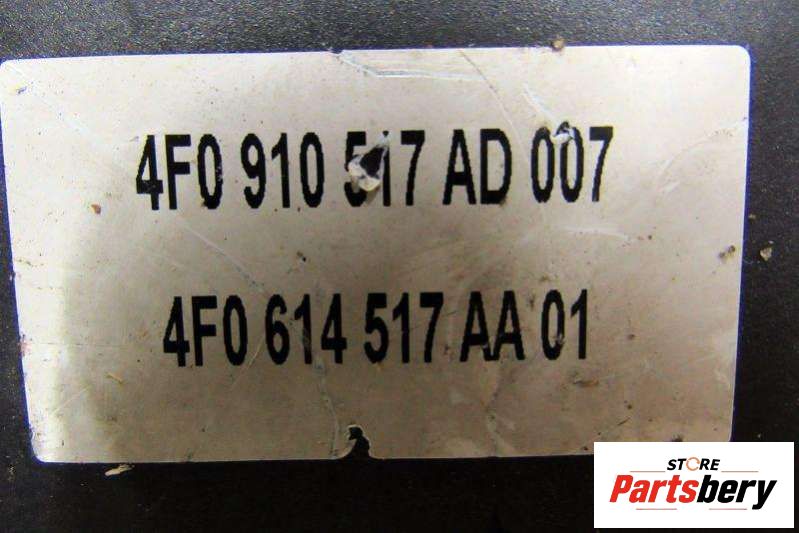 4F0 910 517 AD 007
4F0 614 517 AA 01
STORE
Partsbery